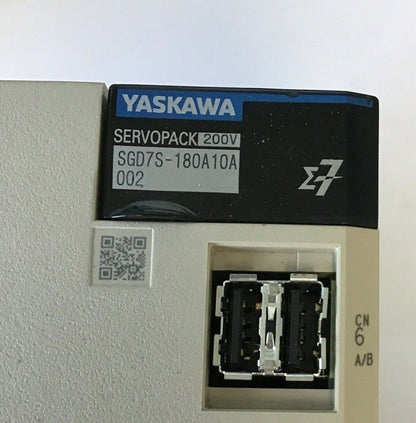 YASKAWA
SERVOPACK 200V
SGD7S-180A10A
002
Σ7
CN
6
A/B